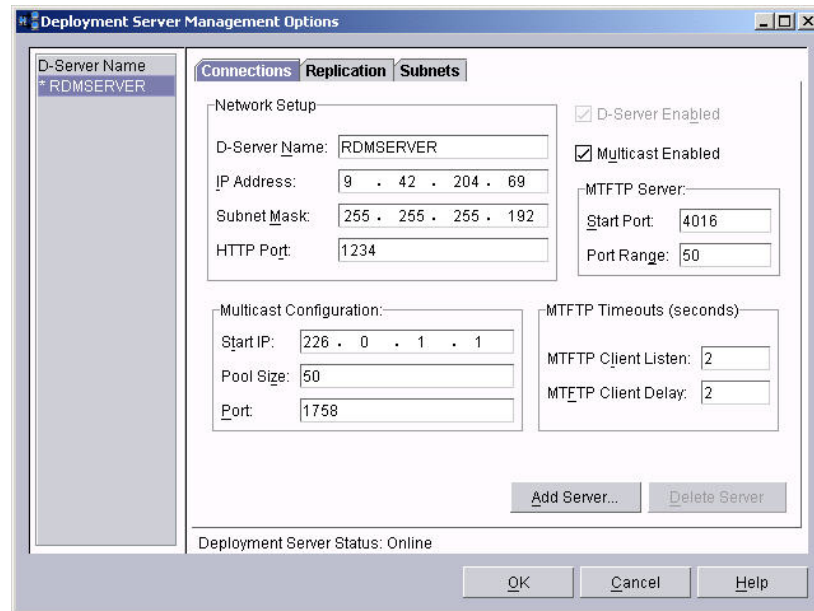 Deployment Server Management Options
D-Server Name
* RDMSERVER
Connections Replication Subnets
Network Setup
D-Server Name: RDMSERVER
IP Address: 9 . 42 . 204 . 69
Subnet Mask: 255 . 255 . 255 . 192
HTTP Port: 1234
D-Server Enabled
Multicast Enabled
MTFTP Server:
Start Port: 4016
Port Range: 50
Multicast Configuration:
Start IP: 226 . 0 . 1 . 1
Pool Size: 50
Port: 1758
MTFTP Timeouts (seconds)
MTFTP Client Listen: 2
MTFTP Client Delay: 2
Add Server... Delete Server
Deployment Server Status: Online
OK Cancel Help